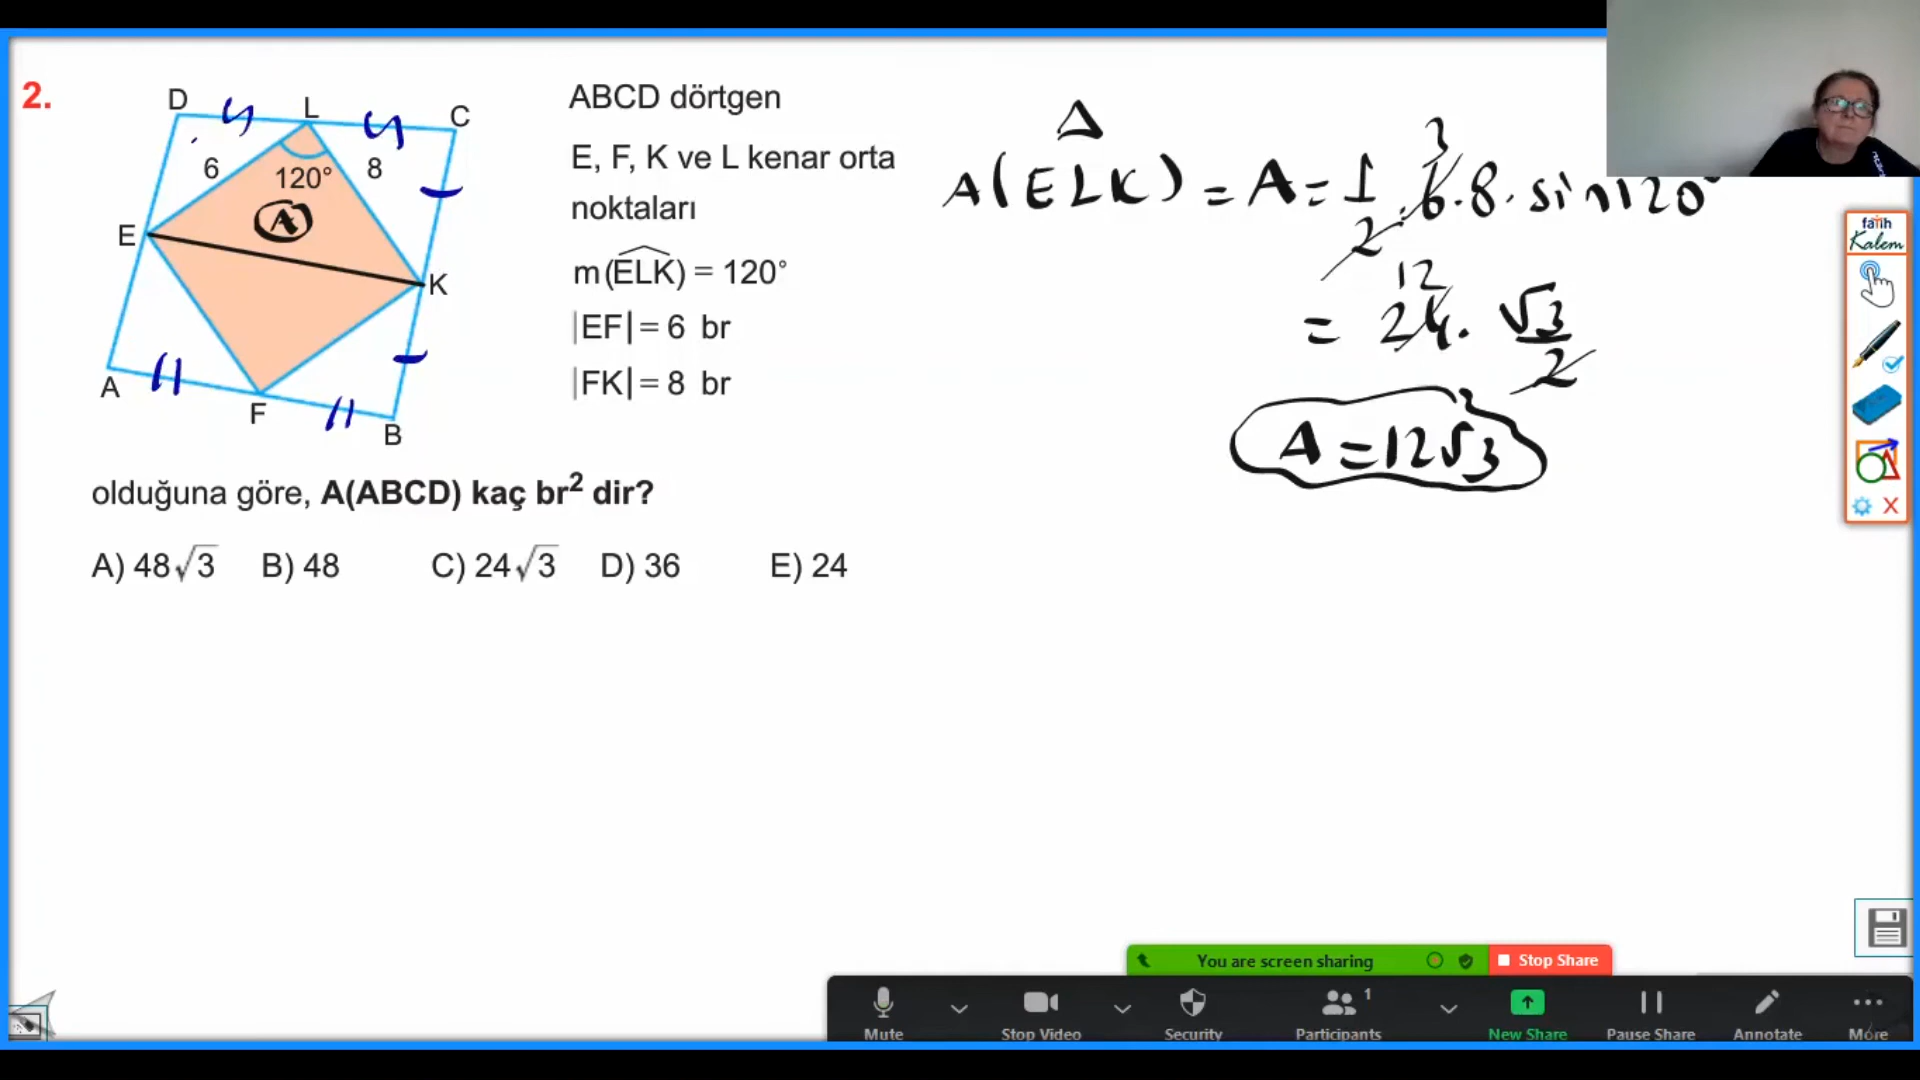 2.
D
L
C
6
120°
8
A
E
K
A
F
B
ABCD dörtgen
E, F, K ve L kenar orta
noktaları
m(ELK) = 120°
|EF| = 6 br
|FK| = 8 br
olduğuna göre, A(ABCD) kaç br² dir?
A) 48√3 B) 48 C) 24√3 D) 36 E) 24
A(ELK) = A = 1/2 . 6 . 8 . sin120°
3
12
= 24 . √3/2
A = 12√3
fatih
Kalem
You are screen sharing
Stop Share
Mute
Stop Video
Security
Participants
1
New Share
Pause Share
Annotate
More